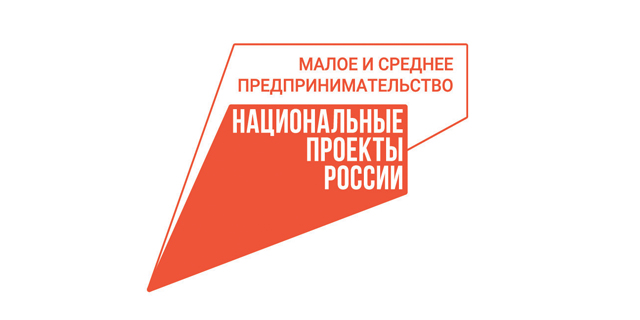 МАЛОЕ И СРЕДНЕЕ
ПРЕДПРИНИМАТЕЛЬСТВО
НАЦИОНАЛЬНЫЕ
ПРОЕКТЫ
РОССИИ